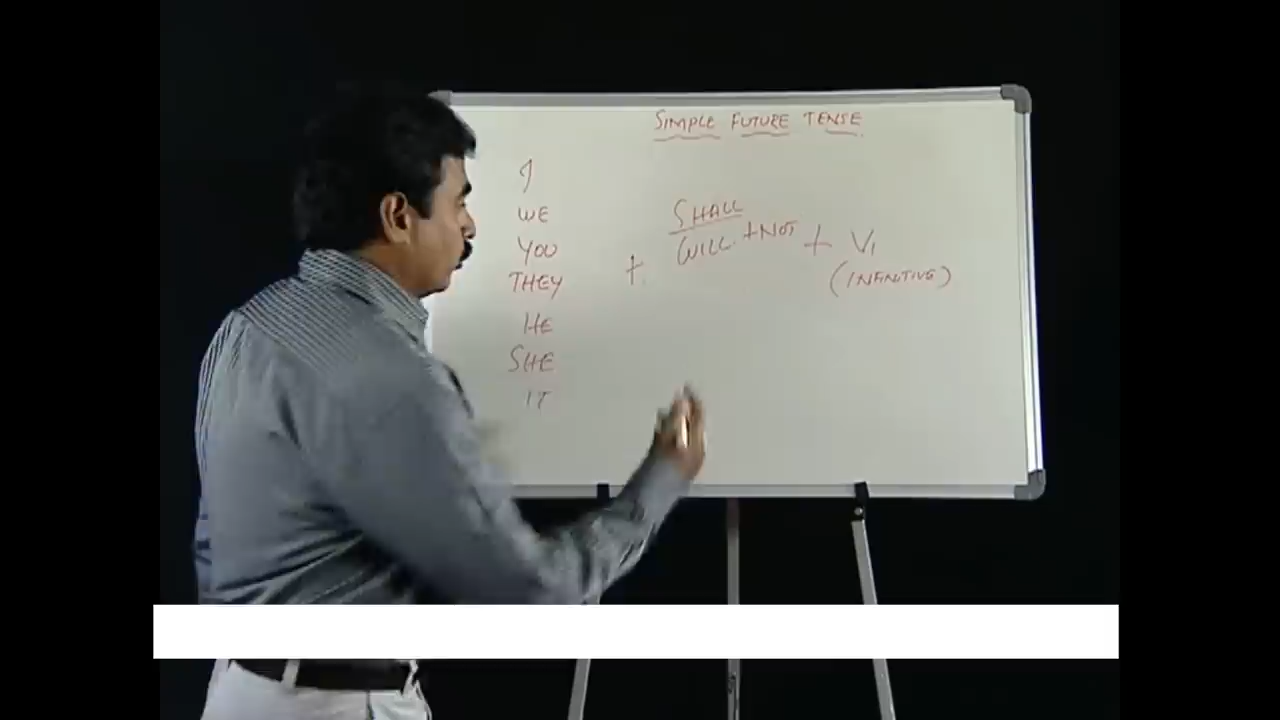 SIMPLE FUTURE TENSE
I
WE
YOU
THEY
HE
SHE
IT
+
SHALL
WILL + NOT + V1
(INFINITIVE)